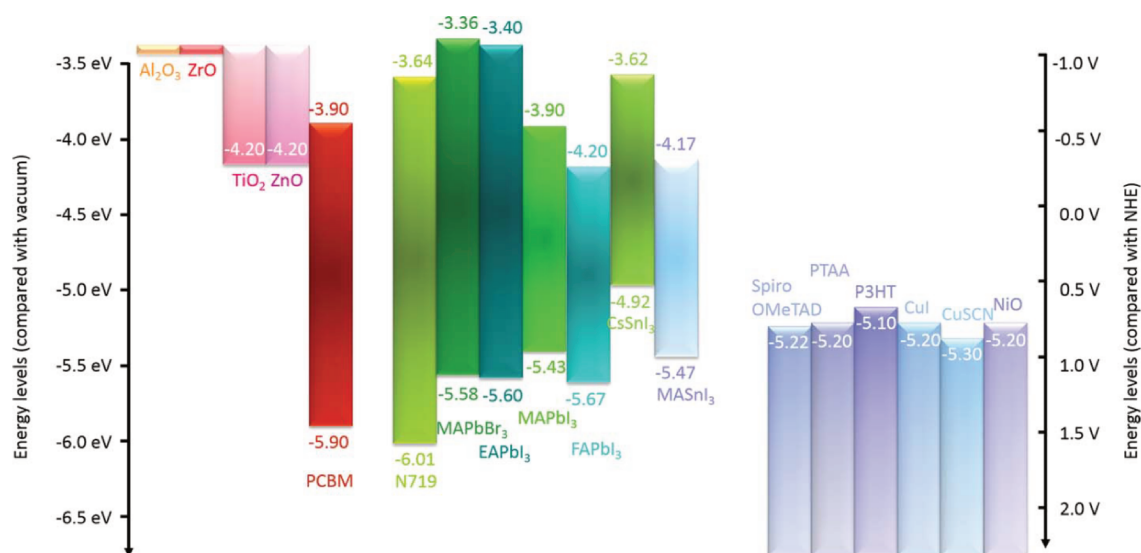 Energy levels (compared with vacuum)
-3.5 eV
-4.0 eV
-4.5 eV
-5.0 eV
-5.5 eV
-6.0 eV
-6.5 eV
Al₂O₃
ZrO
-4.20
TiO₂
-4.20
ZnO
-3.90
-5.90
PCBM
-3.64
-6.01
N719
-3.36
-5.58
MAPbBr₃
-3.40
-5.60
EAPbI₃
-3.90
-5.43
MAPbI₃
-4.20
-5.67
FAPbI₃
-3.62
-4.92
CsSnI₃
-4.17
-5.47
MASnI₃
Spiro
OMeTAD
-5.22
PTAA
-5.20
P3HT
-5.10
CuI
-5.20
CuSCN
-5.30
NiO
-5.20
-1.0 V
-0.5 V
0.0 V
0.5 V
1.0 V
1.5 V
2.0 V
Energy levels (compared with NHE)